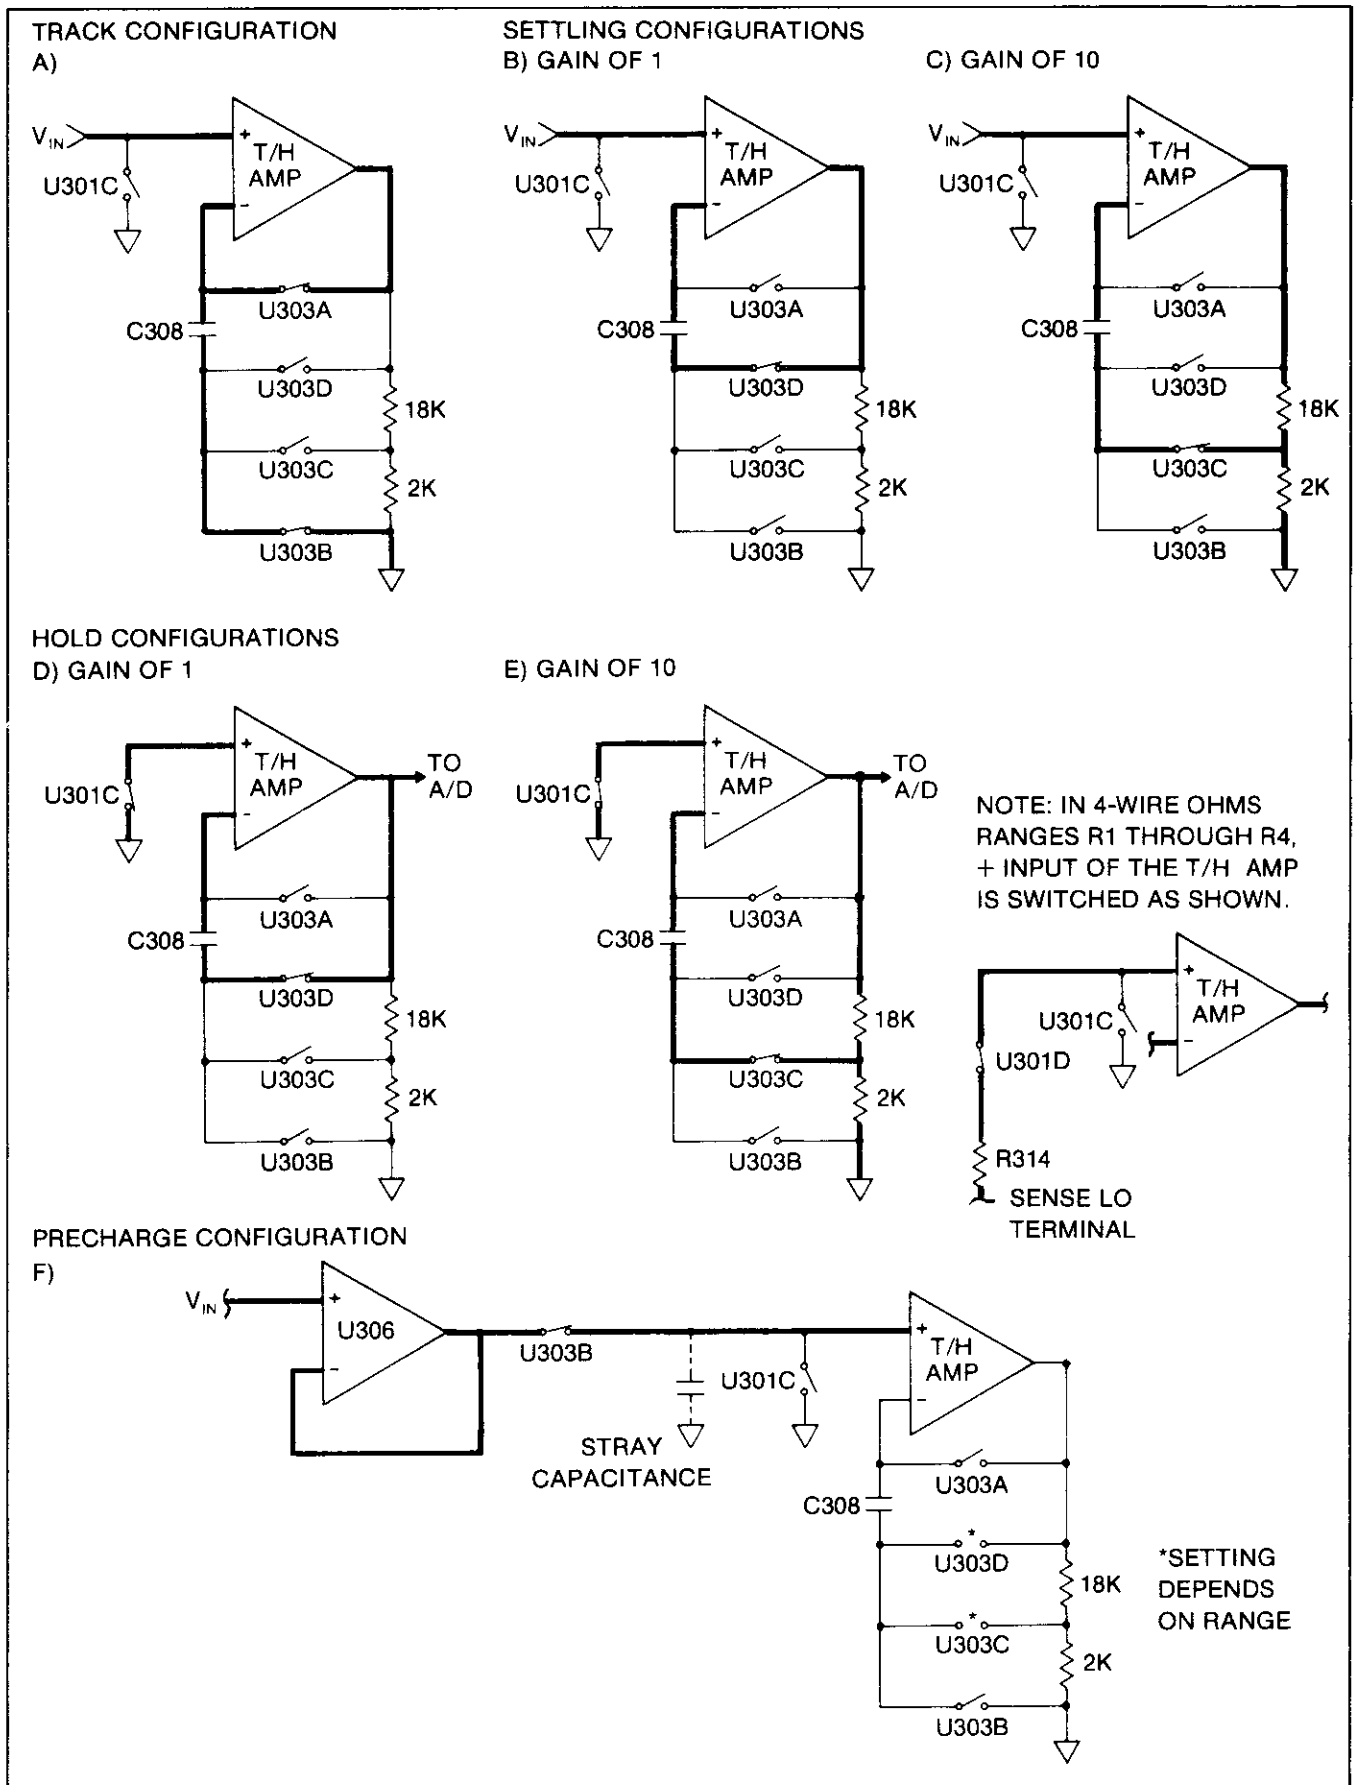 TRACK CONFIGURATION
A)
V_IN
+
T/H
AMP
−
U301C
U303A
C308
U303D
18K
U303C
2K
U303B
SETTLING CONFIGURATIONS
B) GAIN OF 1
V_IN
+
T/H
AMP
−
U301C
U303A
C308
U303D
18K
U303C
2K
U303B
C) GAIN OF 10
V_IN
+
T/H
AMP
−
U301C
U303A
C308
U303D
18K
U303C
2K
U303B
HOLD CONFIGURATIONS
D) GAIN OF 1
+
T/H
AMP
−
TO
A/D
U301C
U303A
C308
U303D
18K
U303C
2K
U303B
E) GAIN OF 10
+
T/H
AMP
−
TO
A/D
U301C
U303A
C308
U303D
18K
U303C
2K
U303B
NOTE: IN 4-WIRE OHMS
RANGES R1 THROUGH R4,
+ INPUT OF THE T/H AMP
IS SWITCHED AS SHOWN.
+
T/H
AMP
−
U301C
U301D
R314
SENSE LO
TERMINAL
PRECHARGE CONFIGURATION
F)
V_IN
+
U306
−
U303B
STRAY
CAPACITANCE
U301C
+
T/H
AMP
−
U303A
C308
*
U303D
18K
*
U303C
2K
U303B
*SETTING
DEPENDS
ON RANGE